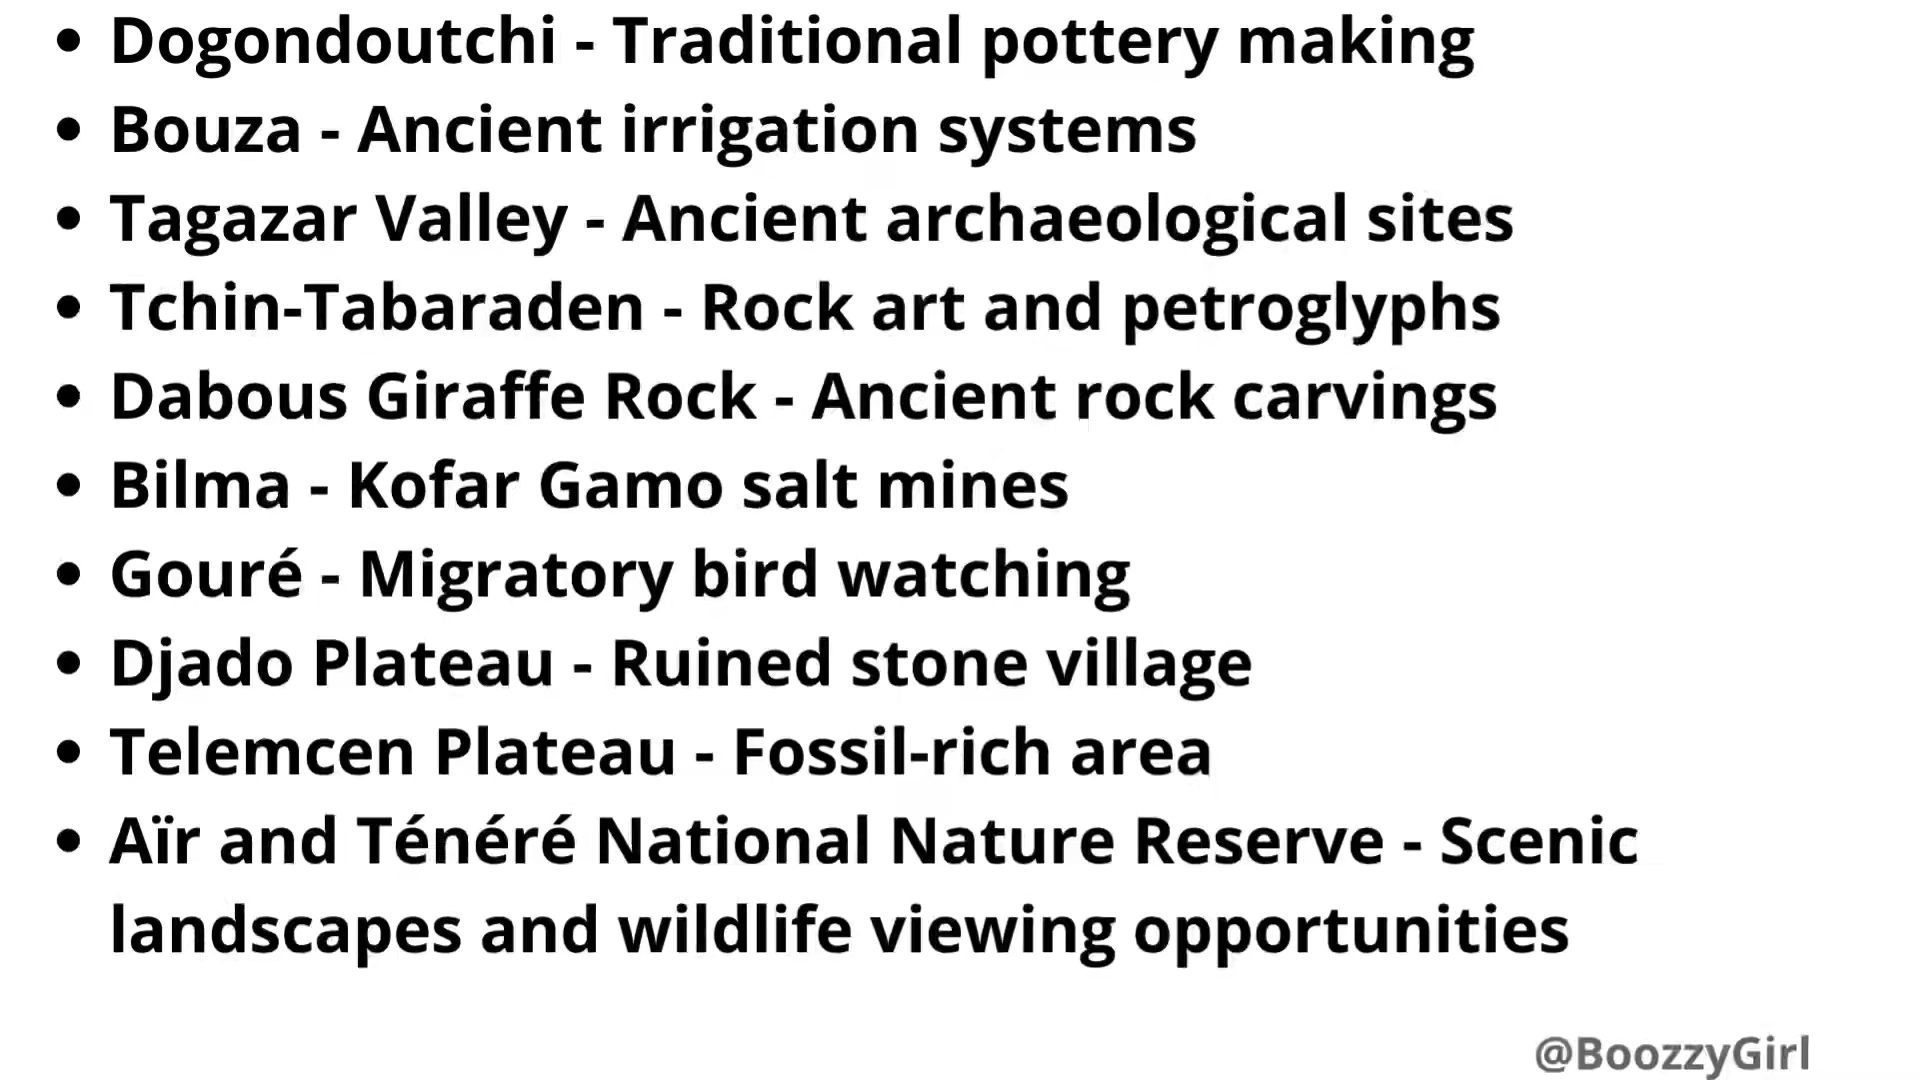 • Dogondoutchi - Traditional pottery making
• Bouza - Ancient irrigation systems
• Tagazar Valley - Ancient archaeological sites
• Tchin-Tabaraden - Rock art and petroglyphs
• Dabous Giraffe Rock - Ancient rock carvings
• Bilma - Kofar Gamo salt mines
• Gouré - Migratory bird watching
• Djado Plateau - Ruined stone village
• Telemcen Plateau - Fossil-rich area
• Aïr and Ténéré National Nature Reserve - Scenic
landscapes and wildlife viewing opportunities
@BoozzyGirl